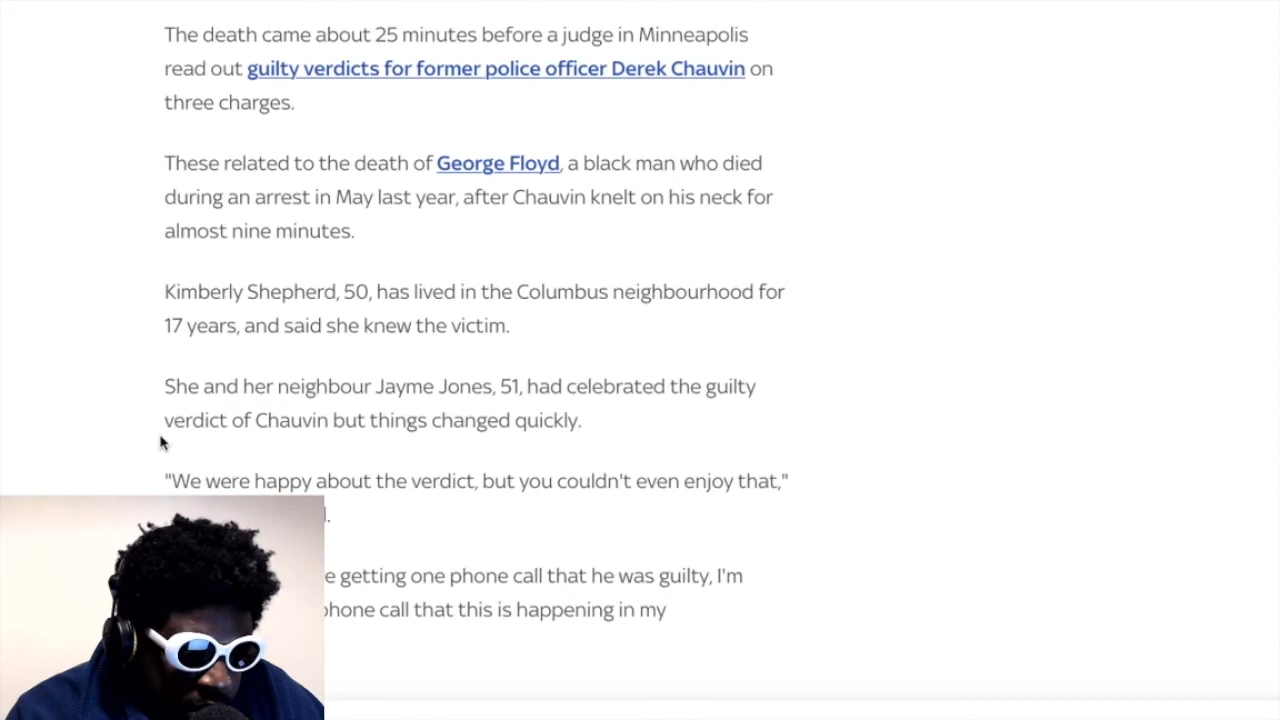 The death came about 25 minutes before a judge in Minneapolis
read out guilty verdicts for former police officer Derek Chauvin on
three charges.
These related to the death of George Floyd, a black man who died
during an arrest in May last year, after Chauvin knelt on his neck for
almost nine minutes.
Kimberly Shepherd, 50, has lived in the Columbus neighbourhood for
17 years, and said she knew the victim.
She and her neighbour Jayme Jones, 51, had celebrated the guilty
verdict of Chauvin but things changed quickly.
"We were happy about the verdict, but you couldn't even enjoy that,"
getting one phone call that he was guilty, I'm
phone call that this is happening in my